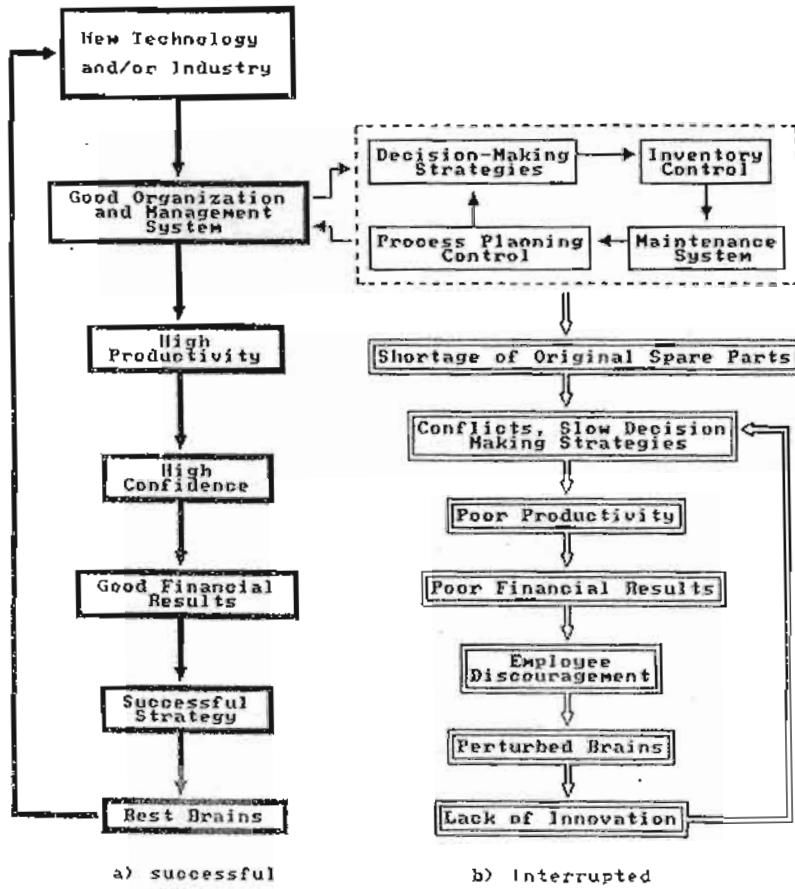 New Technology
and/or Industry
Good Organization
and Management
System
High
Productivity
High
Confidence
Good Financial
Results
Successful
Strategy
Best Brains
a) successful
Decision-Making
Strategies
Inventory
Control
Process Planning
Control
Maintenance
System
Shortage of Original Spare Parts
Conflicts, Slow Decision
Making Strategies
Poor Productivity
Poor Financial Results
Employee
Discouragement
Perturbed Brains
Lack of Innovation
b) Interrupted